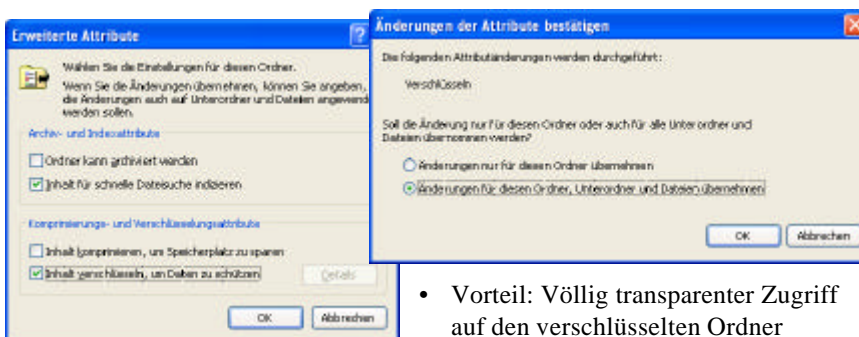 Erweiterte Attribute
Wählen Sie die Einstellungen für diesen Ordner.
Wenn Sie die Änderungen übernehmen, können Sie angeben,
die Änderungen auch auf Unterordner und Dateien angewend
werden sollen.
Archiv- und Indexattribute
Ordner kann archiviert werden
Inhalt für schnelle Dateisuche indizieren
Komprimierungs- und Verschlüsselungsattribute
Inhalt komprimieren, um Speicherplatz zu sparen
Inhalt verschlüsseln, um Daten zu schützen
Details
OK
Abbrechen
Änderungen der Attribute bestätigen
Die folgenden Attributänderungen werden durchgeführt:
Verschlüsseln
Soll die Änderung nur für diesen Ordner oder auch für alle Unterordner und
Dateien übernommen werden?
Änderungen nur für diesen Ordner übernehmen
Änderungen für diesen Ordner, Unterordner und Dateien übernehmen
OK
Abbrechen
• Vorteil: Völlig transparenter Zugriff
auf den verschlüsselten Ordner